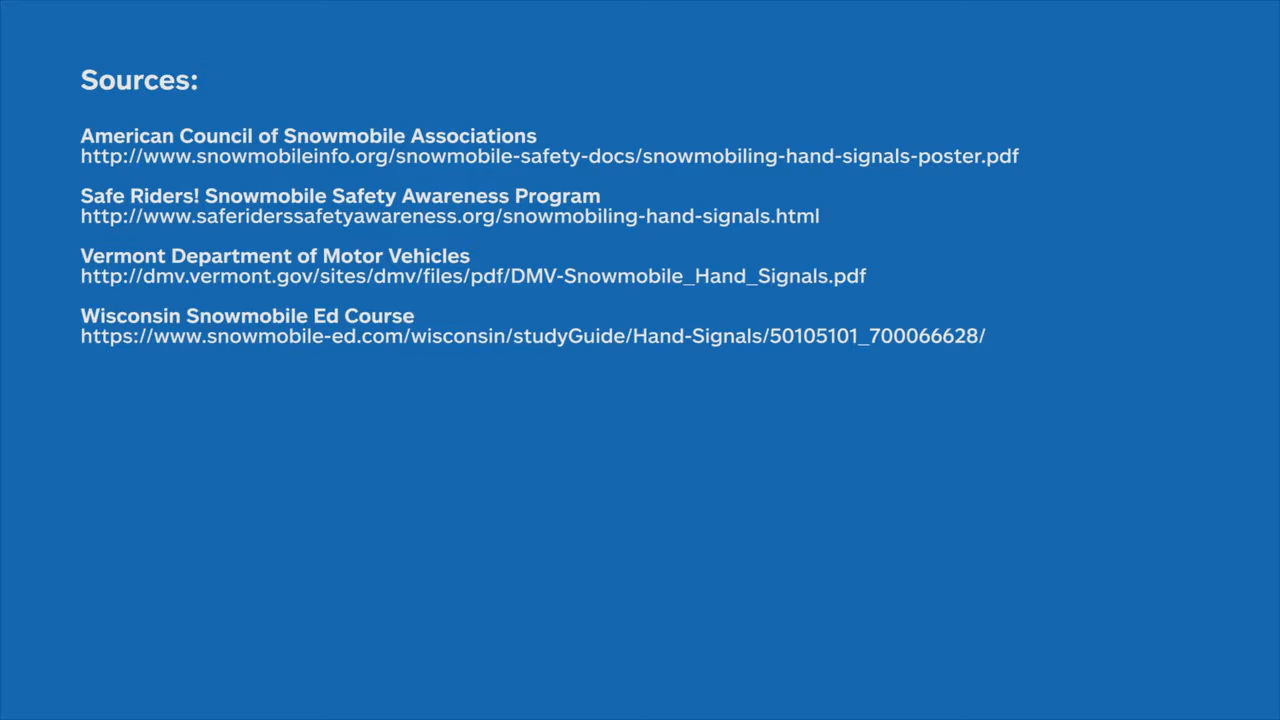 Sources:
American Council of Snowmobile Associations
http://www.snowmobileinfo.org/snowmobile-safety-docs/snowmobiling-hand-signals-poster.pdf
Safe Riders! Snowmobile Safety Awareness Program
http://www.saferiderssafetyawareness.org/snowmobiling-hand-signals.html
Vermont Department of Motor Vehicles
http://dmv.vermont.gov/sites/dmv/files/pdf/DMV-Snowmobile_Hand_Signals.pdf
Wisconsin Snowmobile Ed Course
https://www.snowmobile-ed.com/wisconsin/studyGuide/Hand-Signals/50105101_700066628/